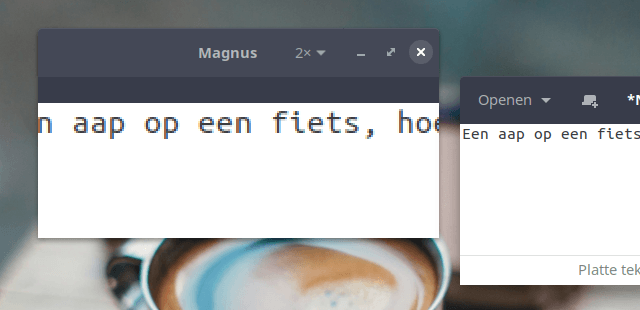 Magnus 2×
n aap op een fiets, hoe
Openen
Een aap op een fiets
Platte tek